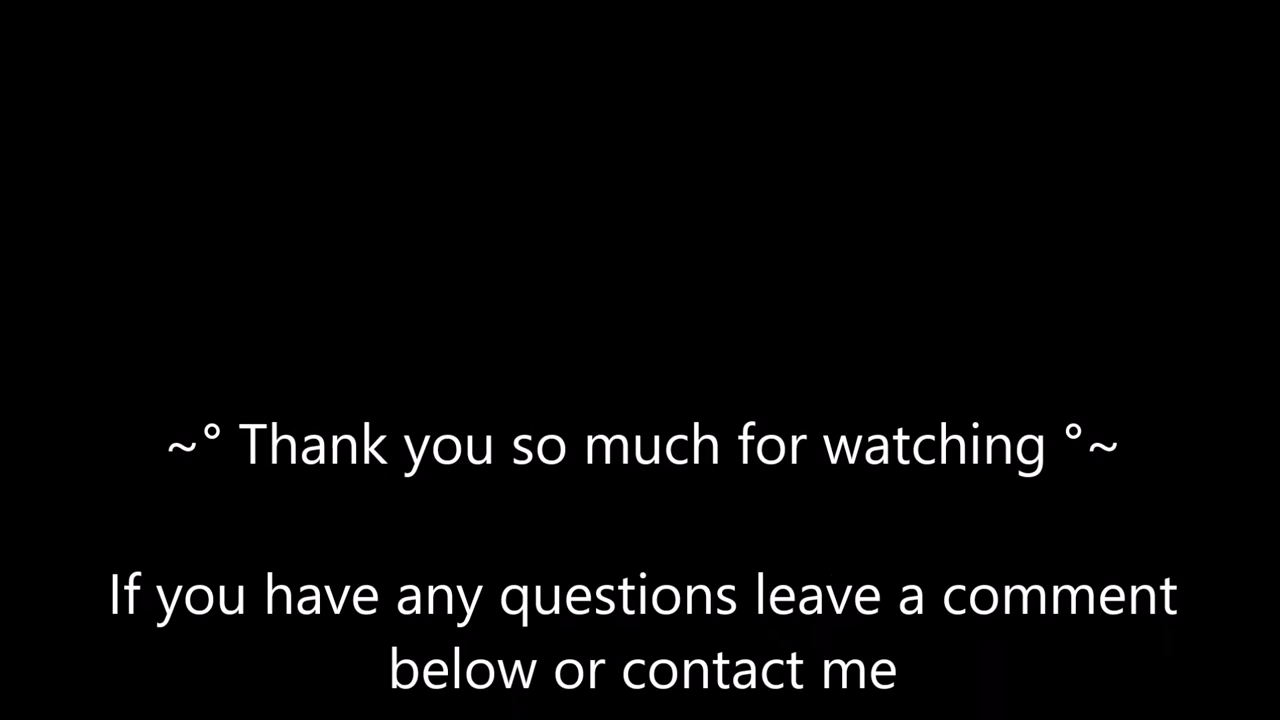 ~° Thank you so much for watching °~
If you have any questions leave a comment
below or contact me